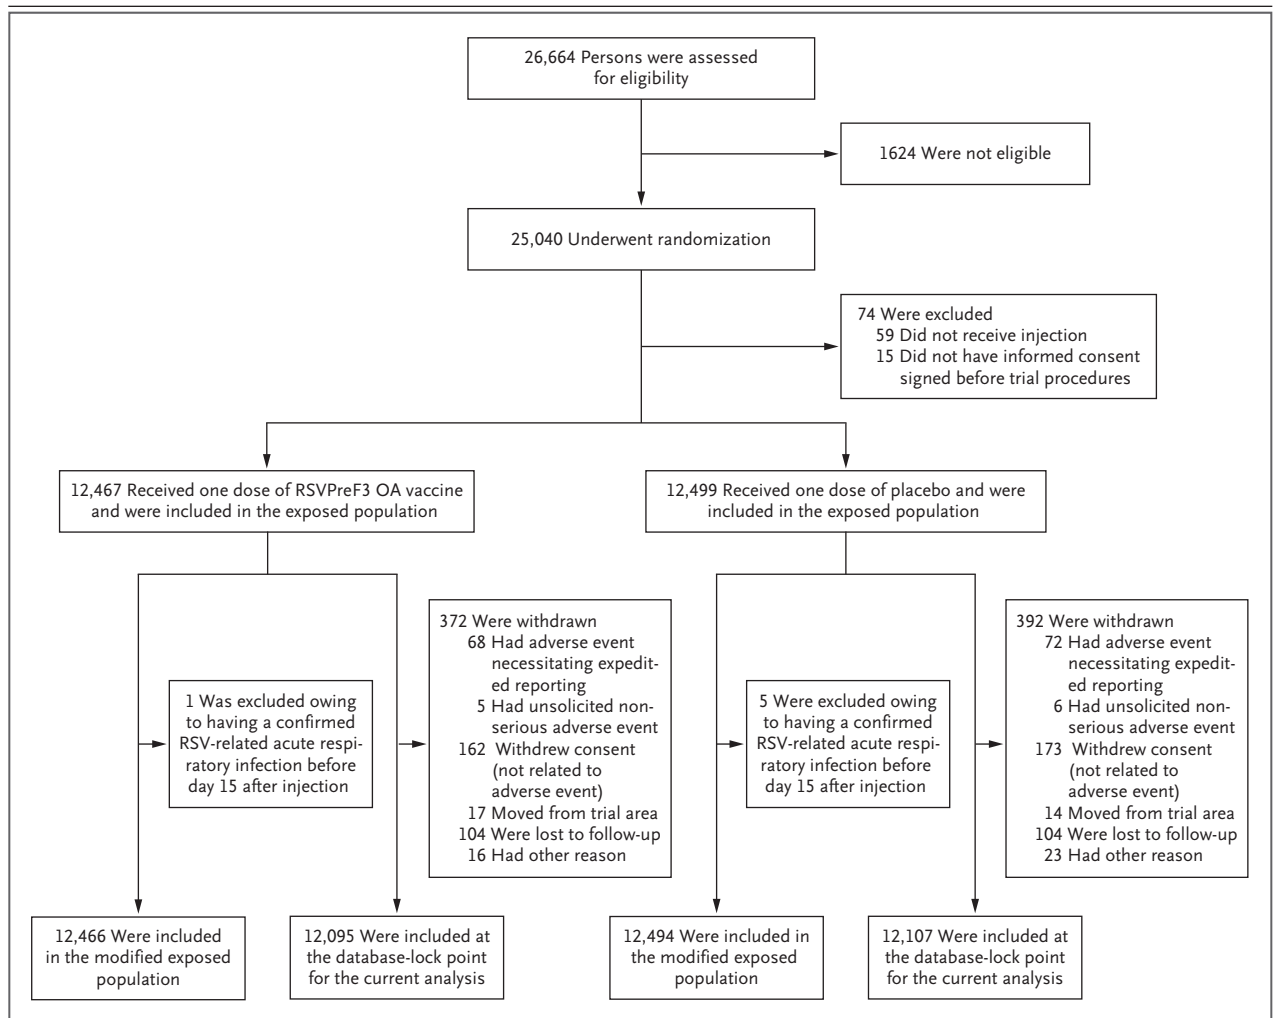 26,664 Persons were assessed
for eligibility
1624 Were not eligible
25,040 Underwent randomization
74 Were excluded
59 Did not receive injection
15 Did not have informed consent
signed before trial procedures
12,467 Received one dose of RSVPreF3 OA vaccine
and were included in the exposed population
12,499 Received one dose of placebo and were
included in the exposed population
1 Was excluded owing
to having a confirmed
RSV-related acute respi-
ratory infection before
day 15 after injection
372 Were withdrawn
68 Had adverse event
necessitating expedit-
ed reporting
5 Had unsolicited non-
serious adverse event
162 Withdrew consent
(not related to
adverse event)
17 Moved from trial area
104 Were lost to follow-up
16 Had other reason
5 Were excluded owing
to having a confirmed
RSV-related acute respi-
ratory infection before
day 15 after injection
392 Were withdrawn
72 Had adverse event
necessitating expedit-
ed reporting
6 Had unsolicited non-
serious adverse event
173 Withdrew consent
(not related to
adverse event)
14 Moved from trial area
104 Were lost to follow-up
23 Had other reason
12,466 Were included
in the modified exposed
population
12,095 Were included at
the database-lock point
for the current analysis
12,494 Were included in
the modified exposed
population
12,107 Were included at
the database-lock point
for the current analysis